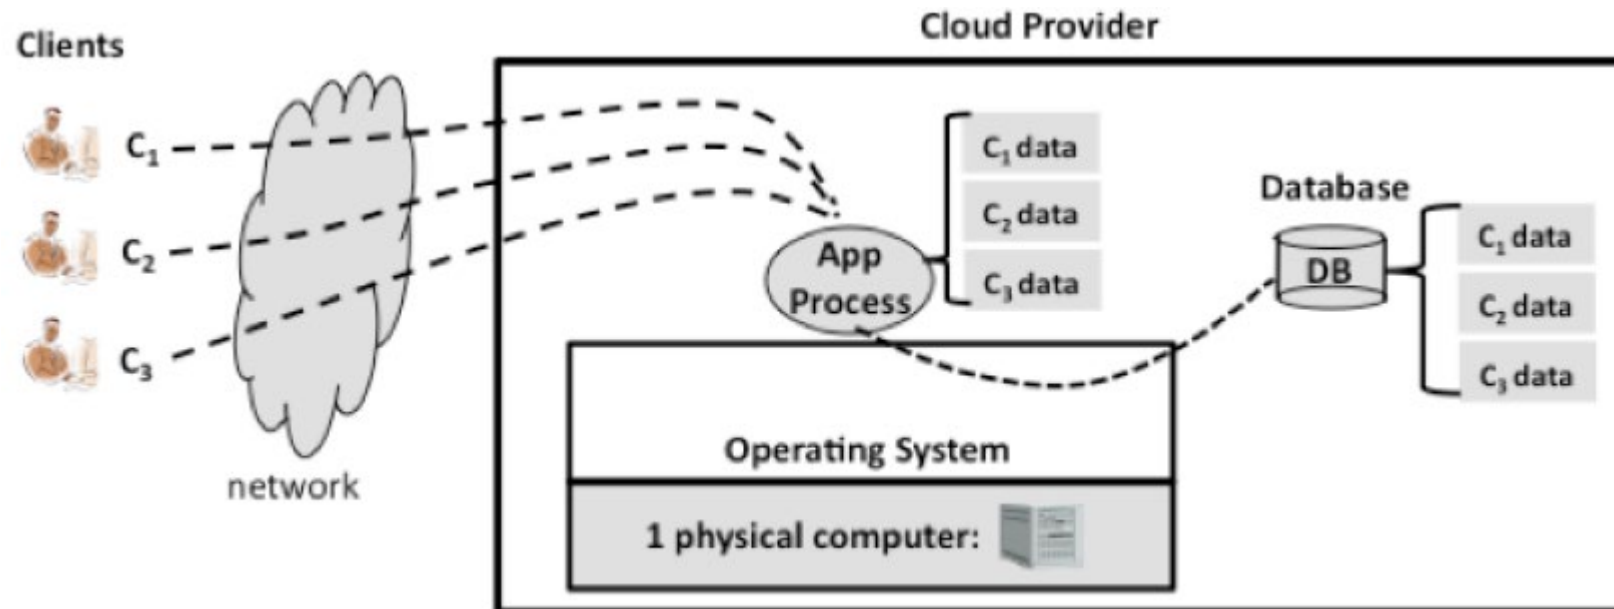 Cloud Provider
Clients
C₁
C₂
C₃
network
App
Process
C₁ data
C₂ data
C₃ data
Database
DB
C₁ data
C₂ data
C₃ data
Operating System
1 physical computer: